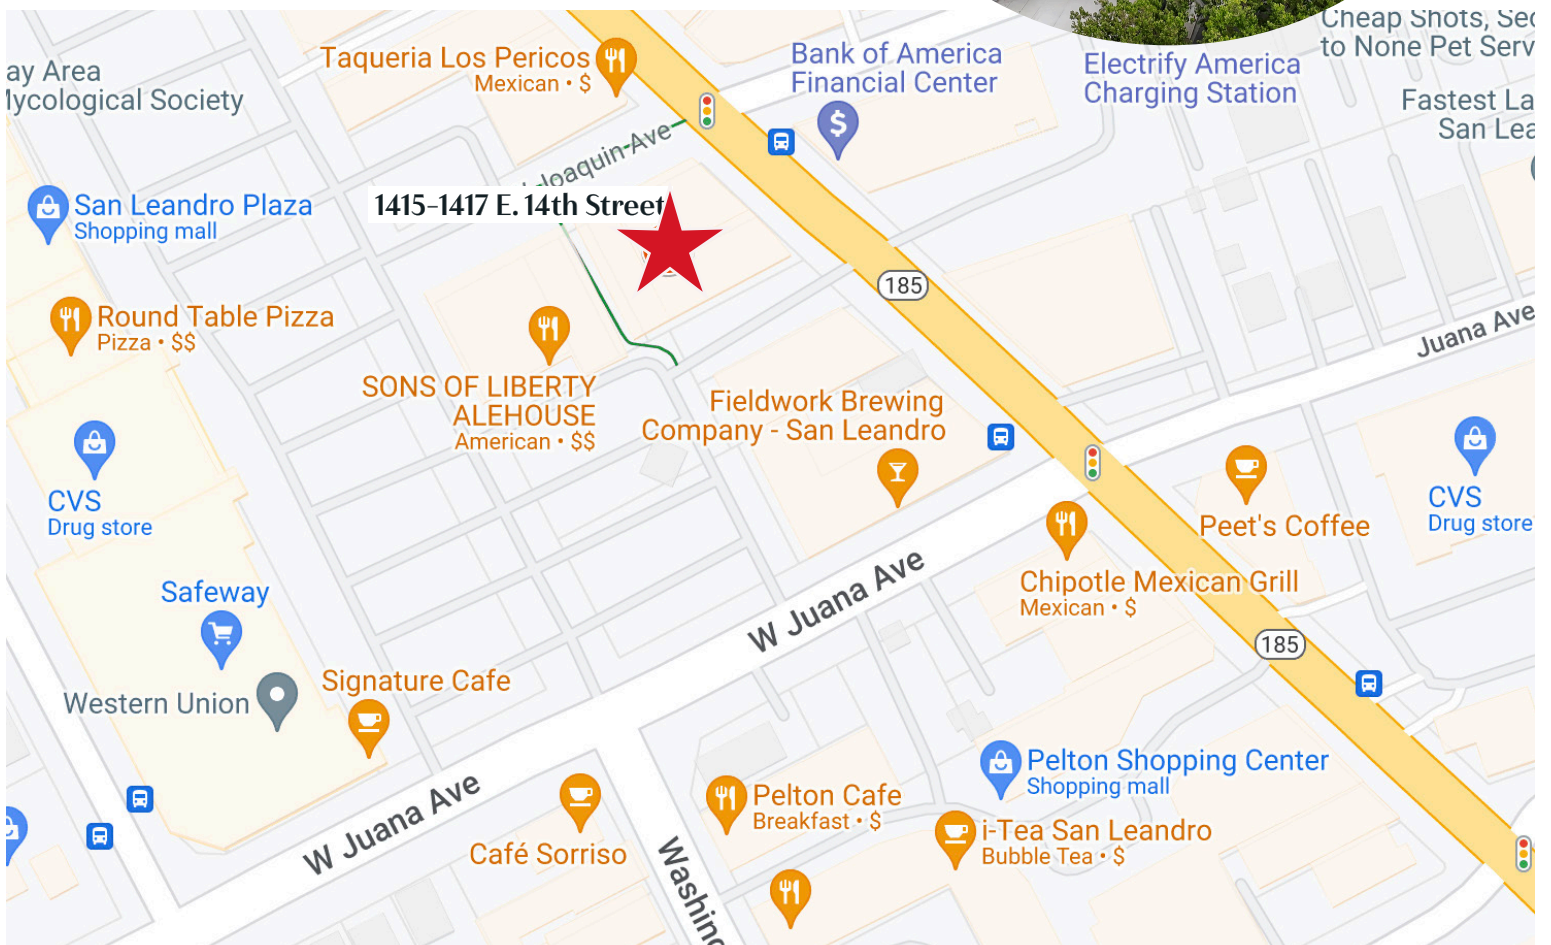 Cheap Shots, Sec
to None Pet Serv
Taqueria Los Pericos
Mexican • $
Bank of America
Financial Center
Electrify America
Charging Station
ay Area
Mycological Society
Fastest La
San Lea
Joaquin Ave
San Leandro Plaza
Shopping mall
1415-1417 E. 14th Street
185
Round Table Pizza
Pizza • $$
Juana Ave
SONS OF LIBERTY
ALEHOUSE
American • $$
Fieldwork Brewing
Company - San Leandro
CVS
Drug store
CVS
Drug store
Peet's Coffee
W Juana Ave
Chipotle Mexican Grill
Mexican • $
Safeway
185
Western Union
Signature Cafe
Pelton Shopping Center
Shopping mall
W Juana Ave
Pelton Cafe
Breakfast • $
i-Tea San Leandro
Bubble Tea • $
Café Sorriso
Washing